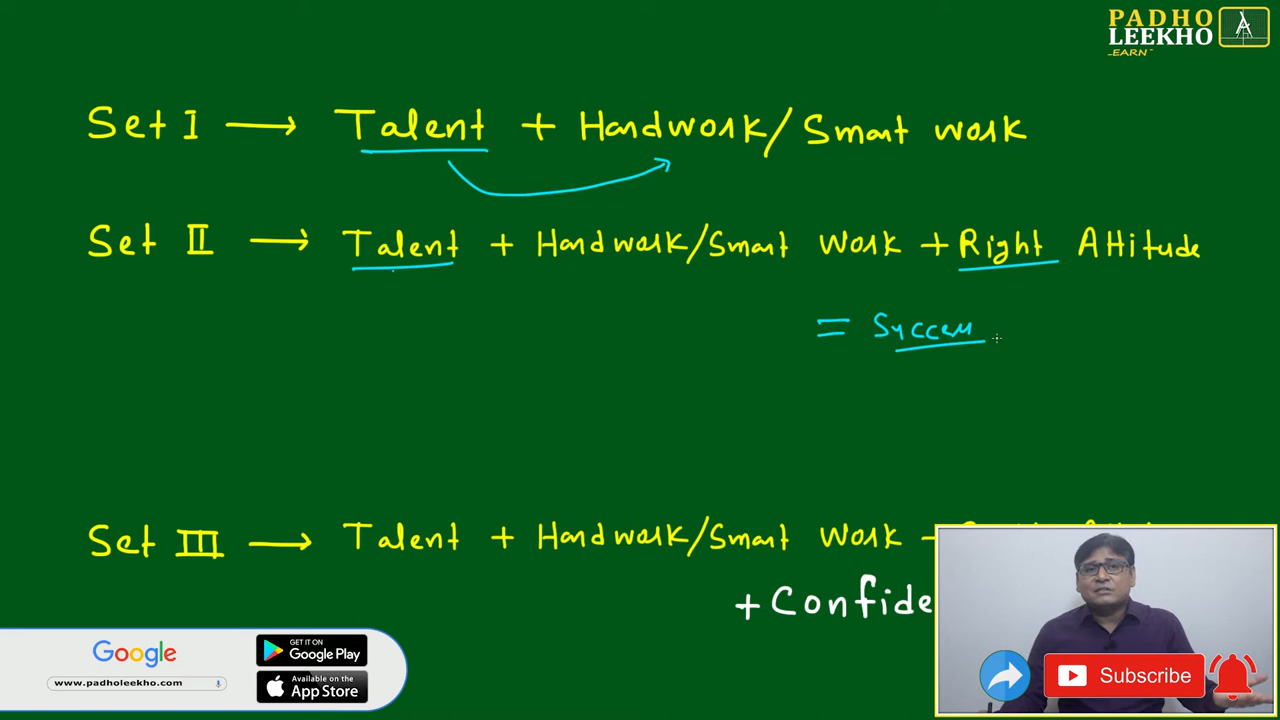 PADHO
LEEKHO
EARN
Set I → Talent + Hardwork/Smart work
Set II → Talent + Hardwork/Smart Work + Right Attitude
= Success
Set III → Talent + Hardwork/Smart Work
+ Confide
Google
GET IT ON
Google Play
www.padholeekho.com
Available on the
App Store
Subscribe